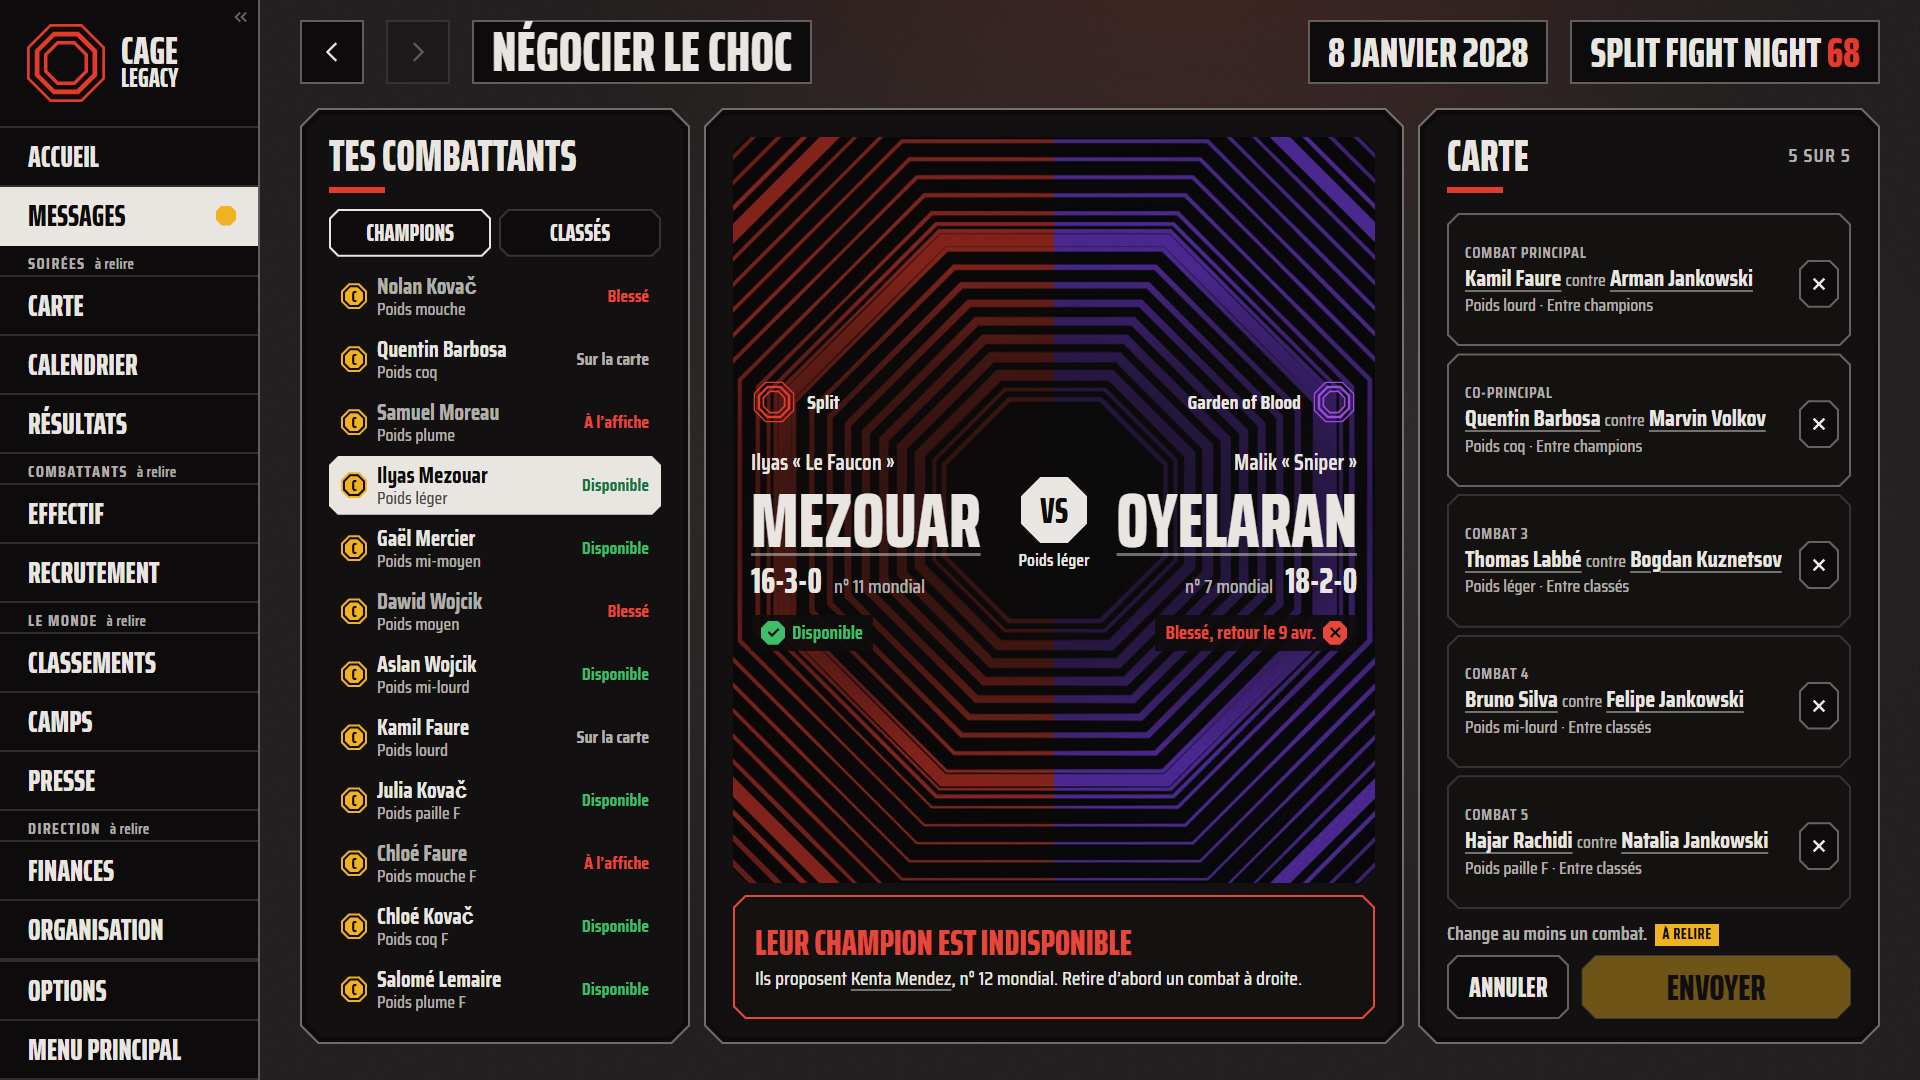 CAGE
LEGACY
ACCUEIL
MESSAGES
SOIRÉES à relire
CARTE
CALENDRIER
RÉSULTATS
COMBATTANTS à relire
EFFECTIF
RECRUTEMENT
LE MONDE à relire
CLASSEMENTS
CAMPS
PRESSE
DIRECTION à relire
FINANCES
ORGANISATION
OPTIONS
MENU PRINCIPAL
NÉGOCIER LE CHOC
8 JANVIER 2028
SPLIT FIGHT NIGHT 68
TES COMBATTANTS
CHAMPIONS
CLASSÉS
C Nolan Kovač
Poids mouche
Blessé
C Quentin Barbosa
Poids coq
Sur la carte
C Samuel Moreau
Poids plume
À l'affiche
C Ilyas Mezouar
Poids léger
Disponible
C Gaël Mercier
Poids mi-moyen
Disponible
C Dawid Wojcik
Poids moyen
Blessé
C Aslan Wojcik
Poids mi-lourd
Disponible
C Kamil Faure
Poids lourd
Sur la carte
C Julia Kovač
Poids paille F
Disponible
C Chloé Faure
Poids mouche F
À l'affiche
C Chloé Kovač
Poids coq F
Disponible
C Salomé Lemaire
Poids plume F
Disponible
Split
Garden of Blood
Ilyas « Le Faucon »
Malik « Sniper »
MEZOUAR
VS
OYELARAN
Poids léger
16-3-0 n° 11 mondial
n° 7 mondial 18-2-0
Disponible
Blessé, retour le 9 avr.
LEUR CHAMPION EST INDISPONIBLE
Ils proposent Kenta Mendez, n° 12 mondial. Retire d'abord un combat à droite.
CARTE
5 SUR 5
COMBAT PRINCIPAL
Kamil Faure contre Arman Jankowski
Poids lourd · Entre champions
CO-PRINCIPAL
Quentin Barbosa contre Marvin Volkov
Poids coq · Entre champions
COMBAT 3
Thomas Labbé contre Bogdan Kuznetsov
Poids léger · Entre classés
COMBAT 4
Bruno Silva contre Felipe Jankowski
Poids mi-lourd · Entre classés
COMBAT 5
Hajar Rachidi contre Natalia Jankowski
Poids paille F · Entre classés
Change au moins un combat. À RELIRE
ANNULER
ENVOYER